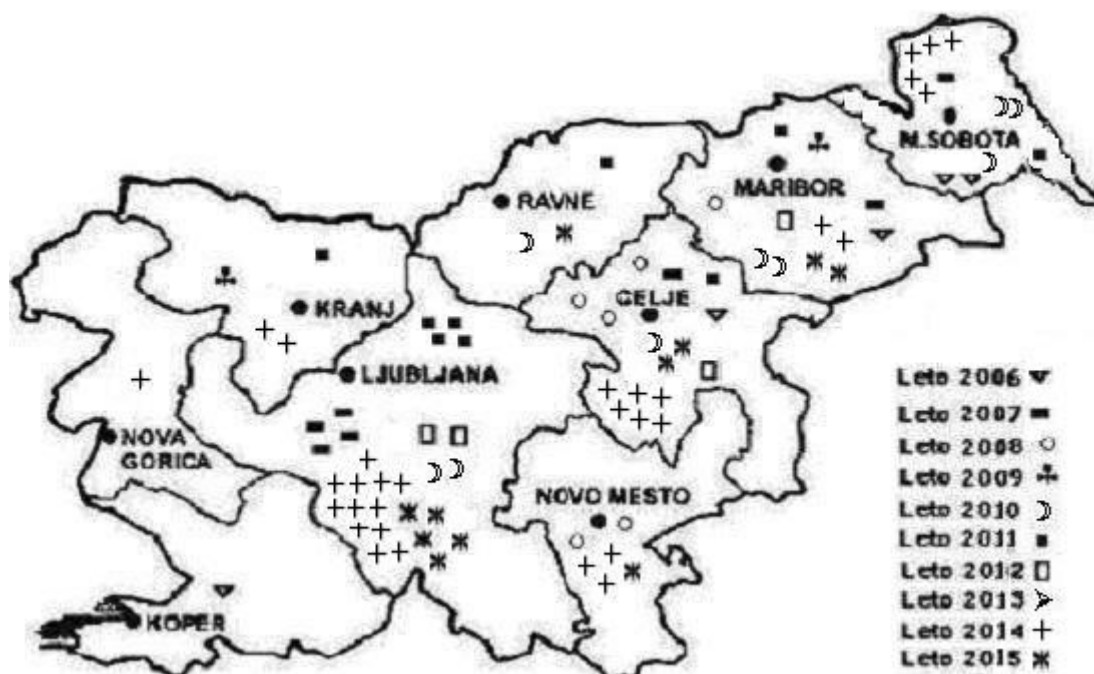 M.SOBOTA
MARIBOR
RAVNE
CELJE
KRANJ
LJUBLJANA
NOVA
GORICA
NOVO MESTO
KOPER
Leto 2006
Leto 2007
Leto 2008
Leto 2009
Leto 2010
Leto 2011
Leto 2012
Leto 2013
Leto 2014
Leto 2015